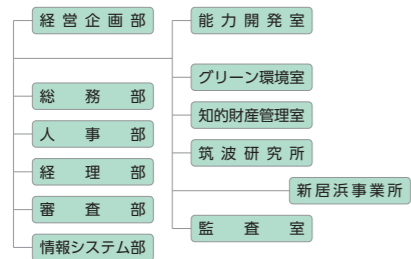 経営企画部
総務部
人事部
経理部
審査部
情報システム部
能力開発室
グリーン環境室
知的財産管理室
筑波研究所
新居浜事業所
監査室